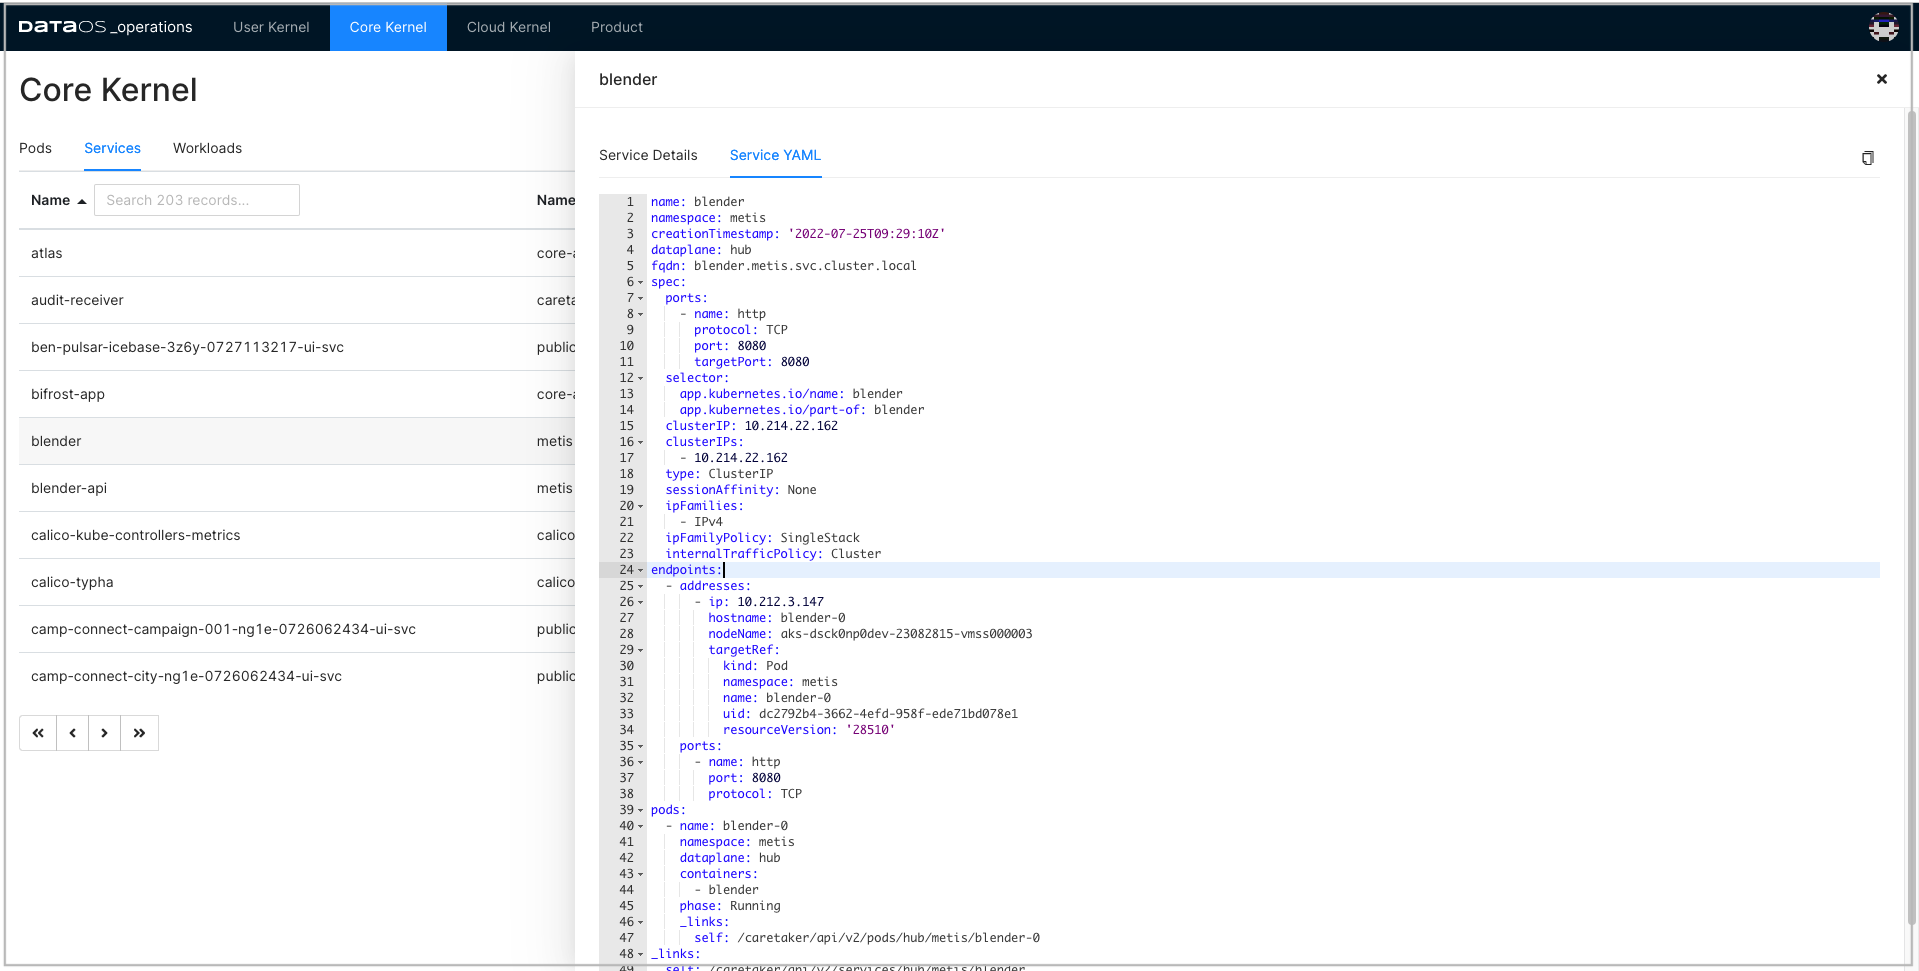 DATAOS _operations User Kernel Core Kernel Cloud Kernel Product
Core Kernel
Pods Services Workloads
Name Search 203 records... Name
atlas core-a
audit-receiver careta
ben-pulsar-icebase-3z6y-0727113217-ui-svc public
bifrost-app core-a
blender metis
blender-api metis
calico-kube-controllers-metrics calico
calico-typha calico
camp-connect-campaign-001-ng1e-0726062434-ui-svc public
camp-connect-city-ng1e-0726062434-ui-svc public
« ‹ › »
blender ×
Service Details Service YAML
1 name: blender
2 namespace: metis
3 creationTimestamp: '2022-07-25T09:29:10Z'
4 dataplane: hub
5 fqdn: blender.metis.svc.cluster.local
6 spec:
7 ports:
8 - name: http
9 protocol: TCP
10 port: 8080
11 targetPort: 8080
12 selector:
13 app.kubernetes.io/name: blender
14 app.kubernetes.io/part-of: blender
15 clusterIP: 10.214.22.162
16 clusterIPs:
17 - 10.214.22.162
18 type: ClusterIP
19 sessionAffinity: None
20 ipFamilies:
21 - IPv4
22 ipFamilyPolicy: SingleStack
23 internalTrafficPolicy: Cluster
24 endpoints:
25 - addresses:
26 - ip: 10.212.3.147
27 hostname: blender-0
28 nodeName: aks-dsck0np0dev-23082815-vmss000003
29 targetRef:
30 kind: Pod
31 namespace: metis
32 name: blender-0
33 uid: dc2792b4-3662-4efd-958f-ede71bd078e1
34 resourceVersion: '28510'
35 ports:
36 - name: http
37 port: 8080
38 protocol: TCP
39 pods:
40 - name: blender-0
41 namespace: metis
42 dataplane: hub
43 containers:
44 - blender
45 phase: Running
46 _links:
47 self: /caretaker/api/v2/pods/hub/metis/blender-0
48 _links:
49 self: /caretaker/api/v2/services/hub/metis/blender